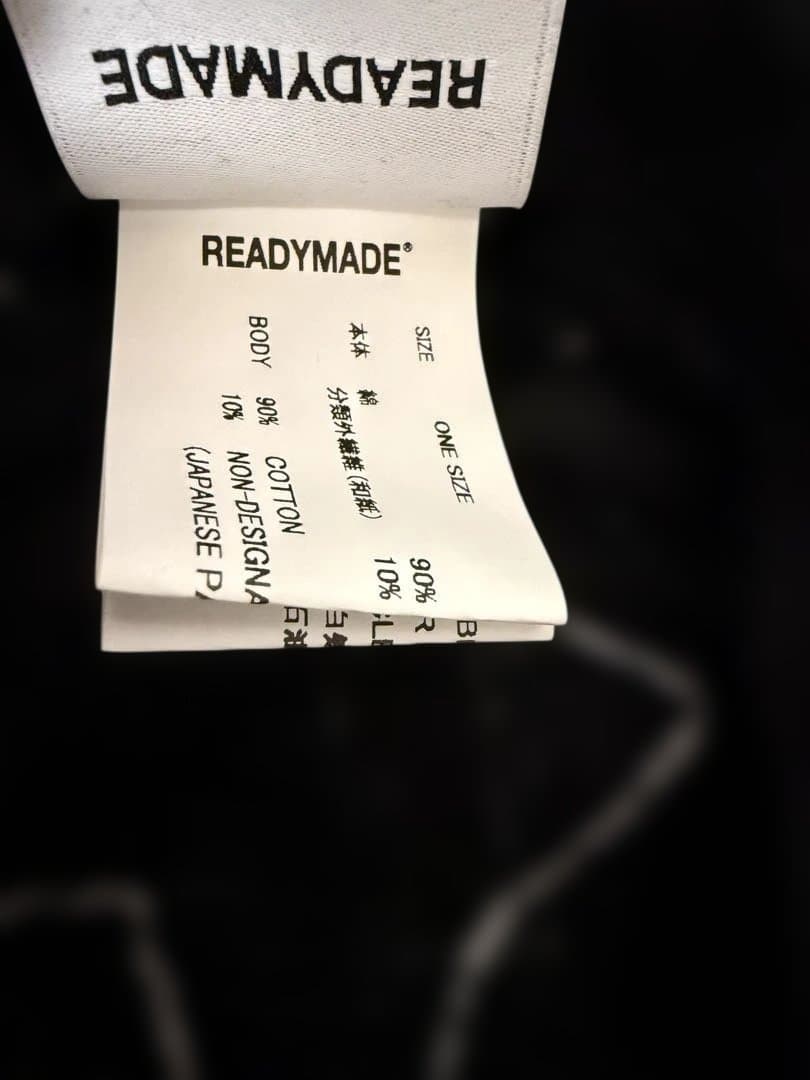 READYMADE
READYMADE®
SIZE ONE SIZE
本体 綿 90%
分類外繊維(和紙) 10%
BODY 90% COTTON
10% NON-DESIGNA
(JAPANESE